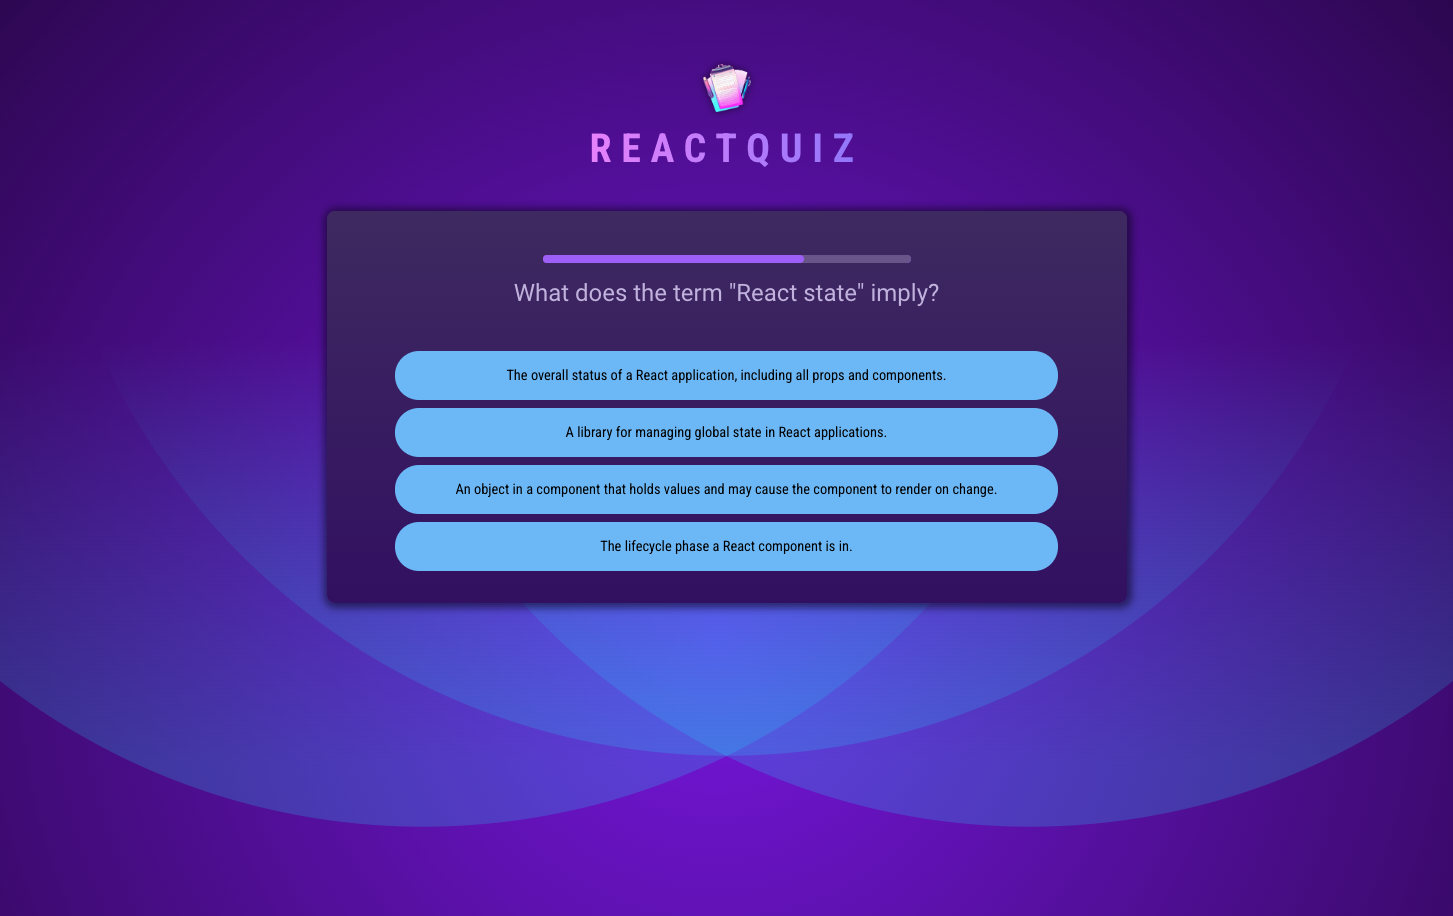 REACTQUIZ
What does the term "React state" imply?
The overall status of a React application, including all props and components.
A library for managing global state in React applications.
An object in a component that holds values and may cause the component to render on change.
The lifecycle phase a React component is in.